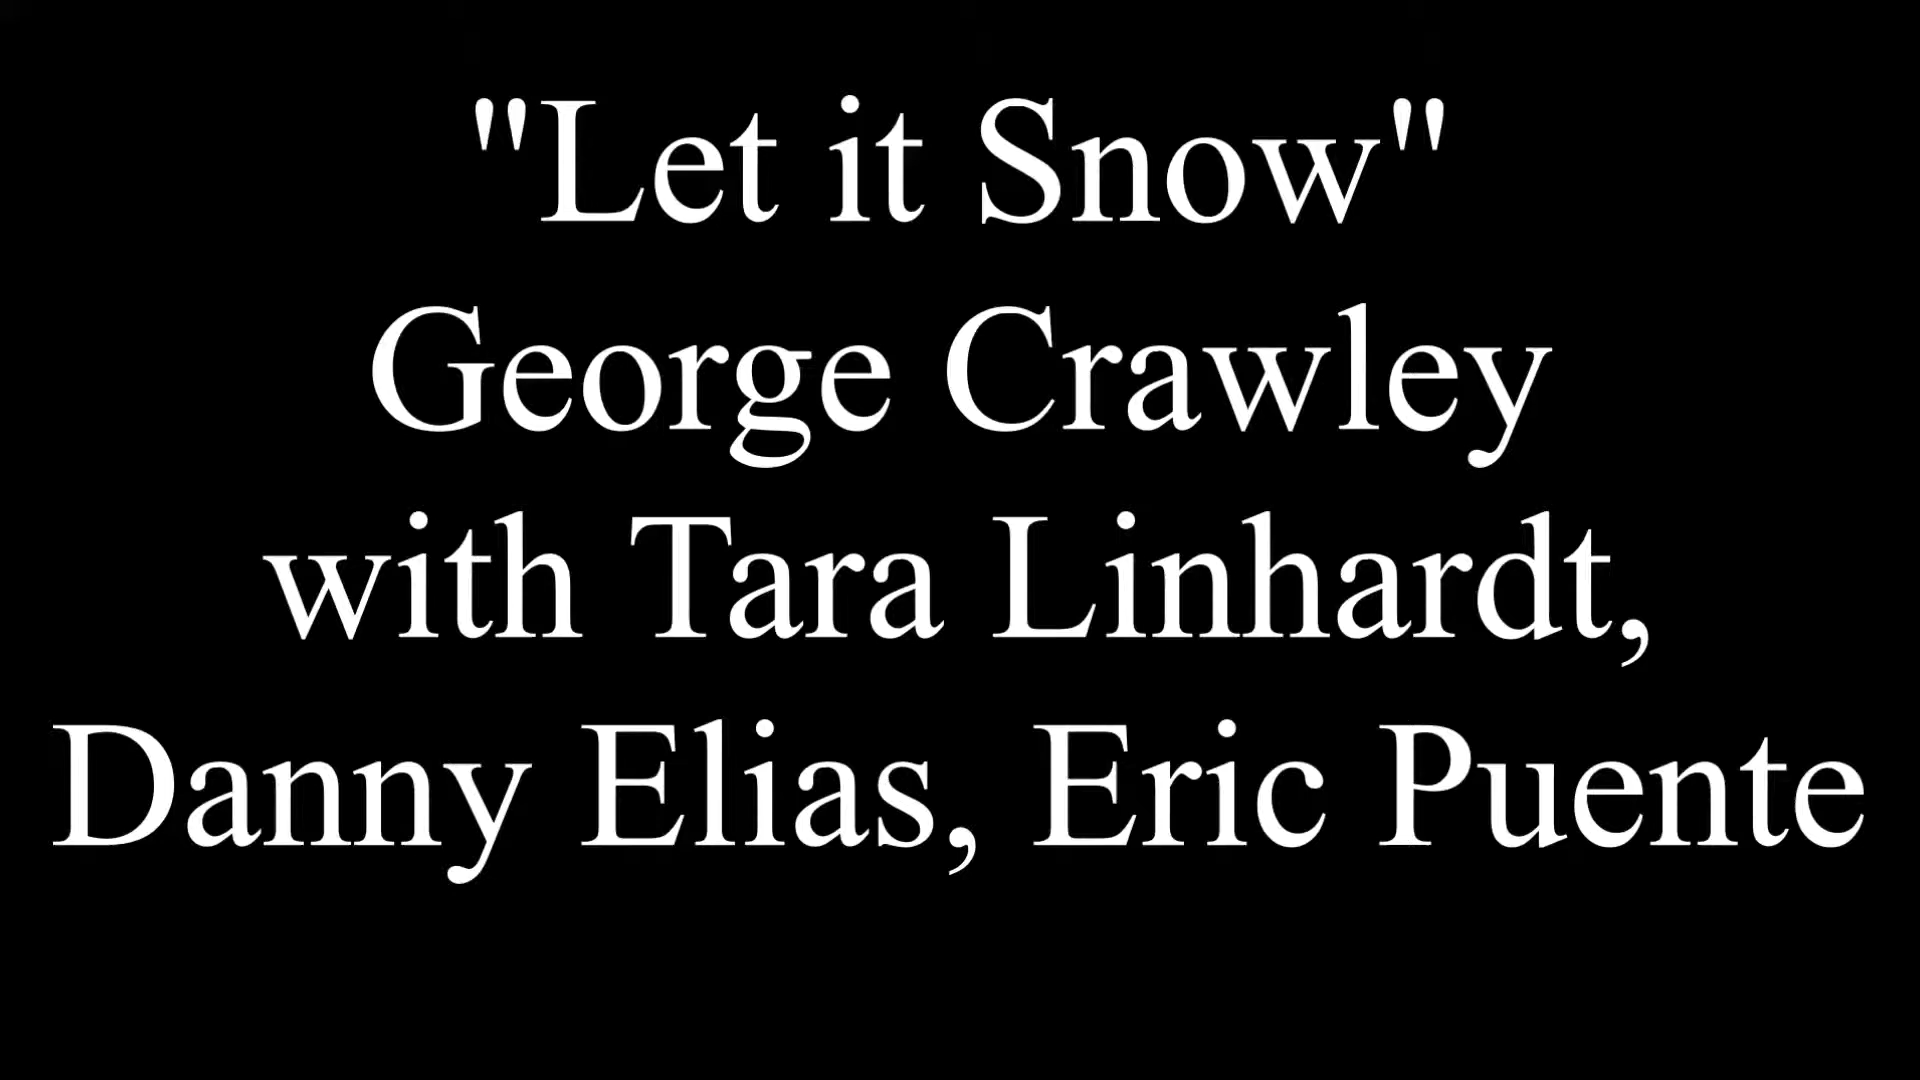 "Let it Snow"
George Crawley
with Tara Linhardt,
Danny Elias, Eric Puente